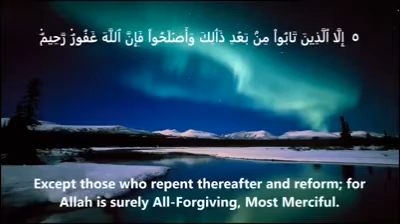 ٥ إِلَّا ٱلَّذِينَ تَابُوا۟ مِنۢ بَعْدِ ذَٰلِكَ وَأَصْلَحُوا۟ فَإِنَّ ٱللَّهَ غَفُورٌۭ رَّحِيمٌۭ
Except those who repent thereafter and reform; for
Allah is surely All-Forgiving, Most Merciful.